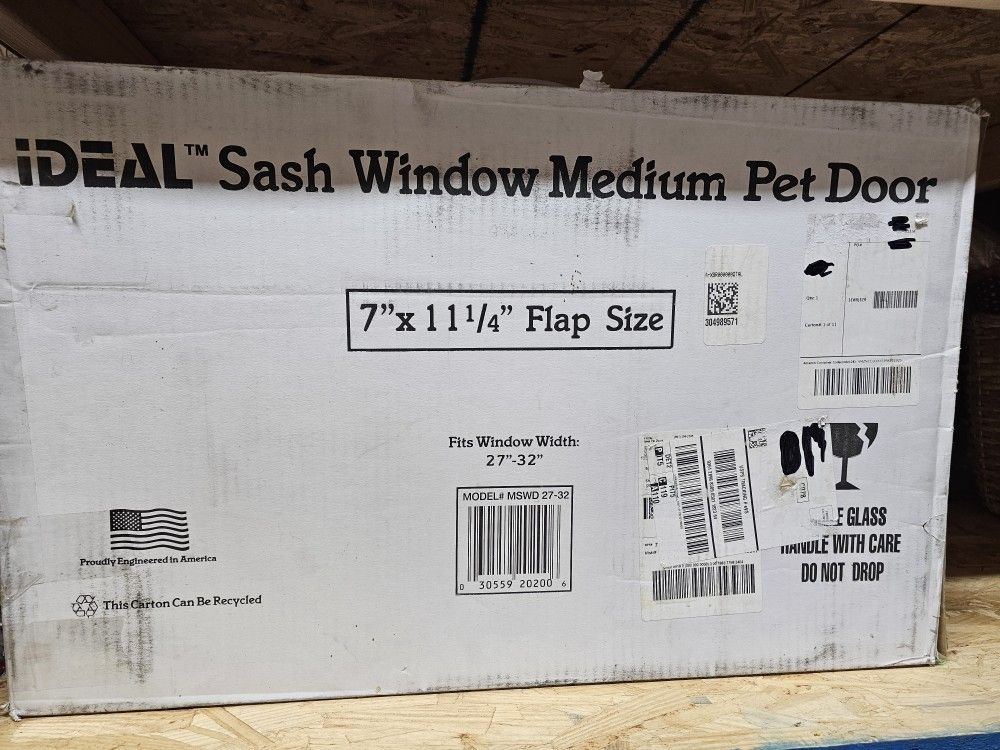 iDEAL™ Sash Window Medium Pet Door
7"x 11 1/4" Flap Size
304989571
Qty: 1
Fits Window Width:
27"-32"
MODEL# MSWD 27-32
0 30559 20200 6
Proudly Engineered in America
This Carton Can Be Recycled
E GLASS
HANDLE WITH CARE
DO NOT DROP